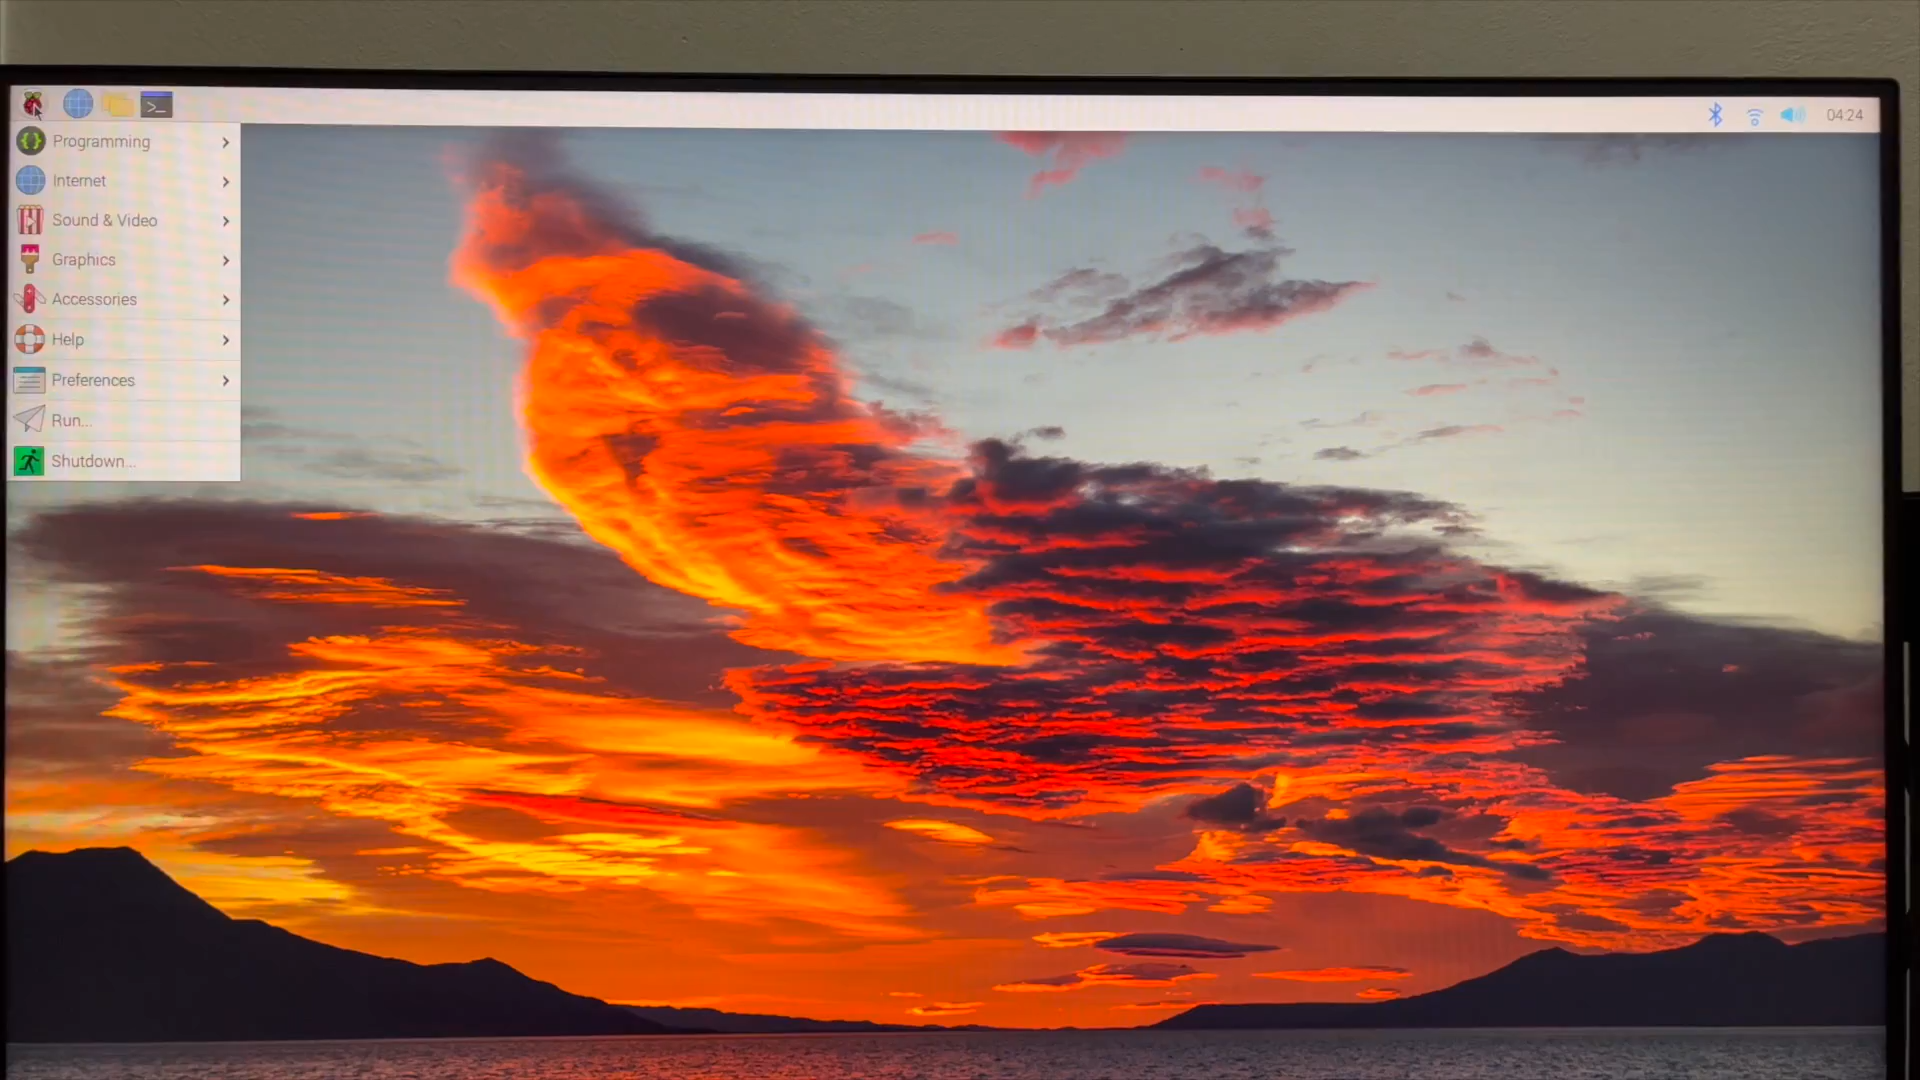 >_
04:24
Programming
Internet
Sound & Video
Graphics
Accessories
Help
Preferences
Run...
Shutdown...